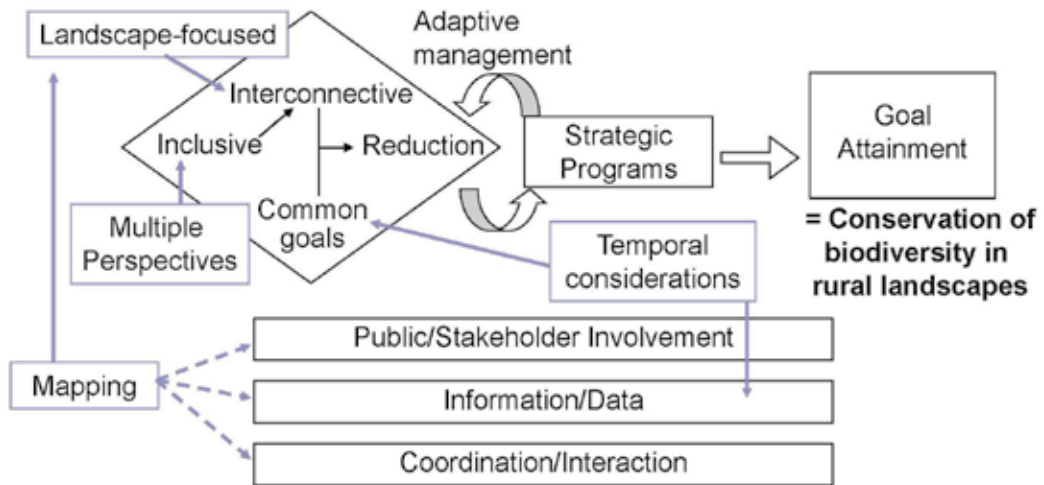 Landscape-focused
Adaptive
management
Interconnective
Inclusive
Reduction
Strategic
Programs
Goal
Attainment
Common
goals
Multiple
Perspectives
Temporal
considerations
= Conservation of
biodiversity in
rural landscapes
Public/Stakeholder Involvement
Mapping
Information/Data
Coordination/Interaction